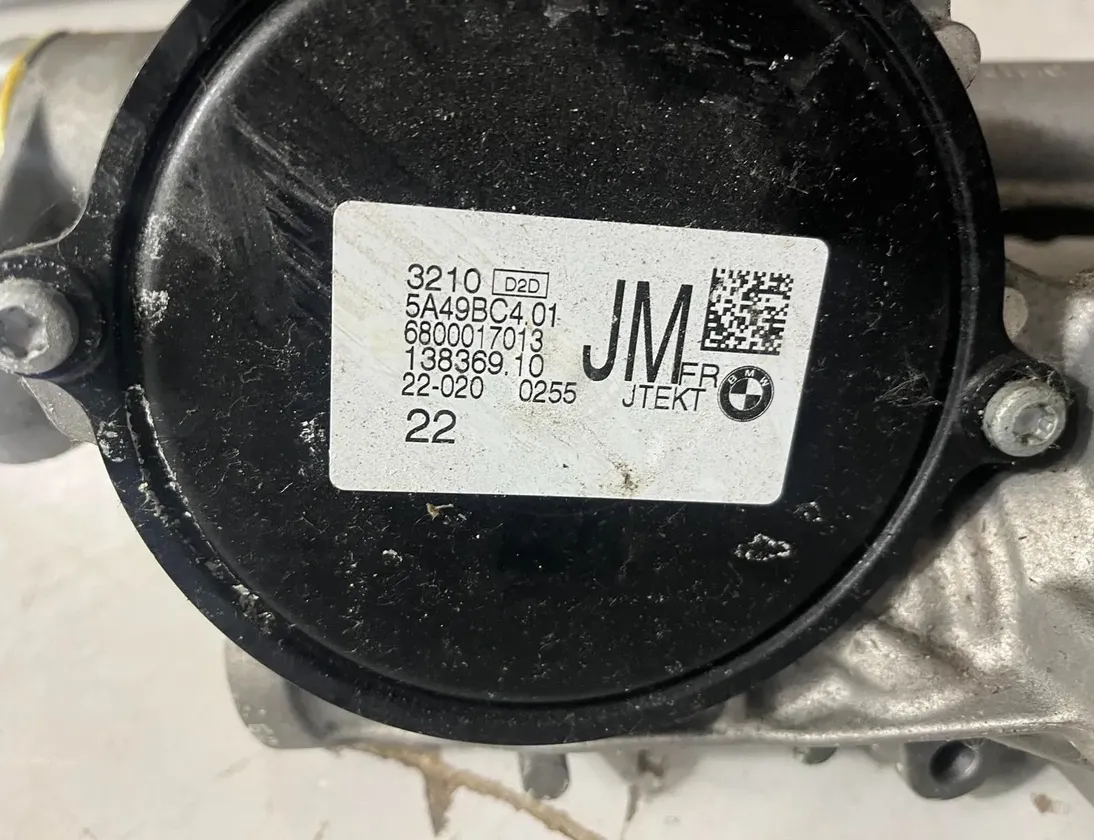 3210 D2D
5A49BC4.01
6800017013
138369.10
22-020 0255
22
JM FR
JTEKT
BMW